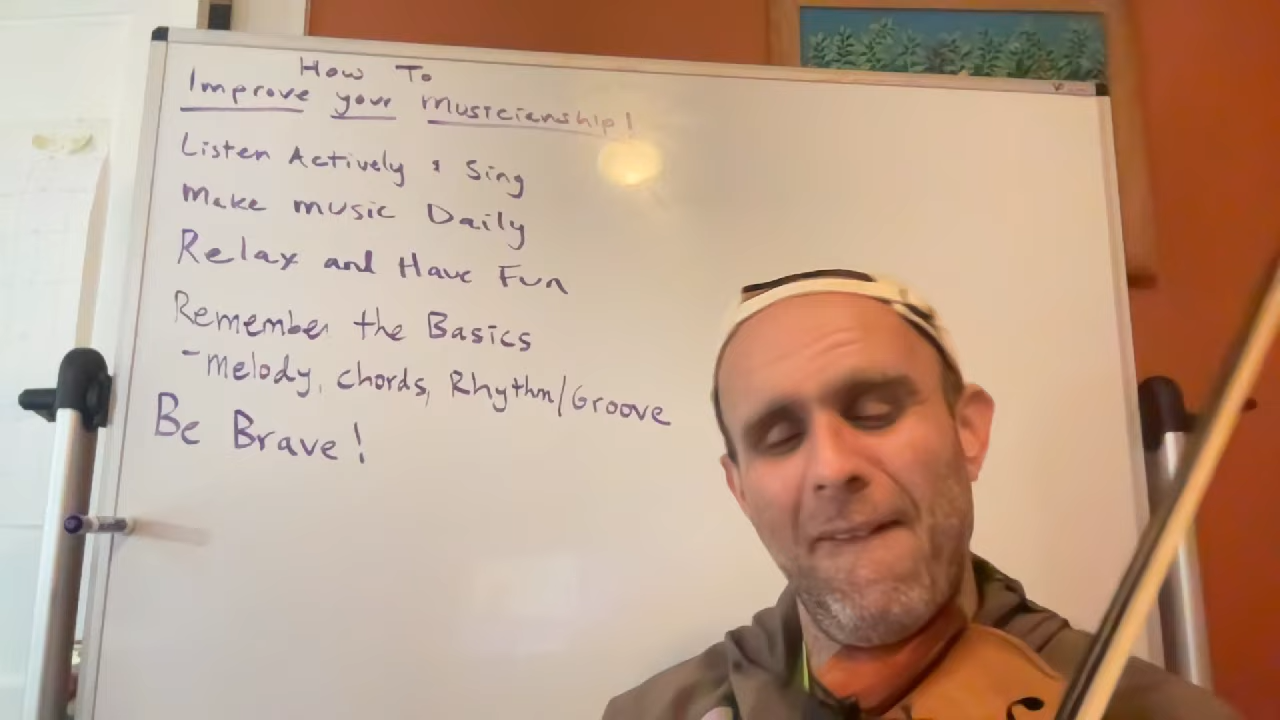 How To
Improve your Musicianship!
Listen Actively & Sing
Make music Daily
Relax and Have Fun
Remember the Basics
- Melody, chords, Rhythm/Groove
Be Brave!